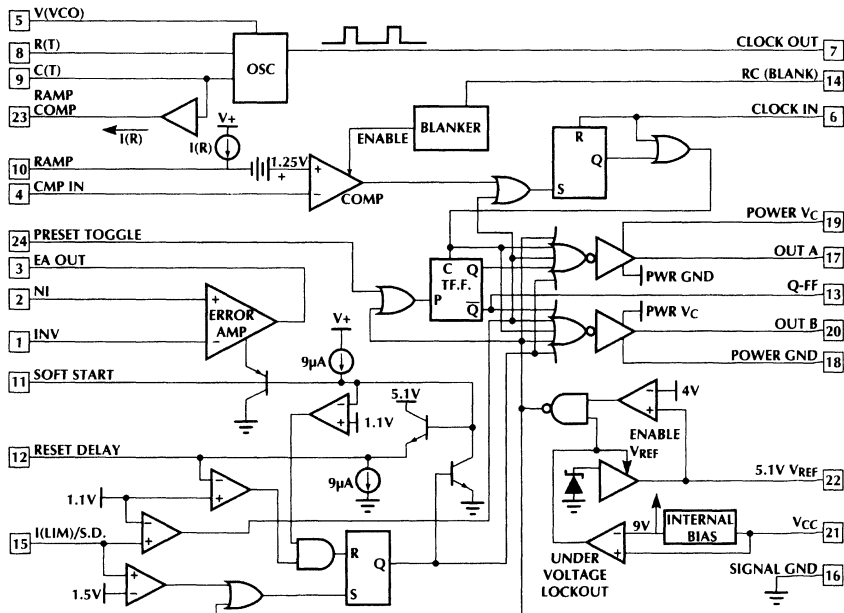 5 V(VCO)
8 R(T)
9 C(T)
RAMP
23 COMP
I(R)
10 RAMP
4 CMP IN
24 PRESET TOGGLE
3 EA OUT
2 NI
1 INV
11 SOFT START
12 RESET DELAY
1.1V
15 I(LIM)/S.D.
1.5V
OSC
V+
I(R)
1.25V
+
+
−
COMP
ENABLE
BLANKER
R
Q
S
CLOCK OUT 7
RC (BLANK) 14
CLOCK IN 6
POWER VC 19
OUT A 17
PWR GND
Q-FF 13
PWR VC
OUT B 20
POWER GND 18
C Q
T F.F.
P
Q
+
ERROR
AMP
−
V+
9µA
−
+
1.1V
5.1V
9µA
−
+
−
+
+
−
R
Q
S
−
+
4V
ENABLE
VREF
5.1V VREF 22
9V
INTERNAL
BIAS
−
+
VCC 21
UNDER
VOLTAGE
LOCKOUT
SIGNAL GND 16